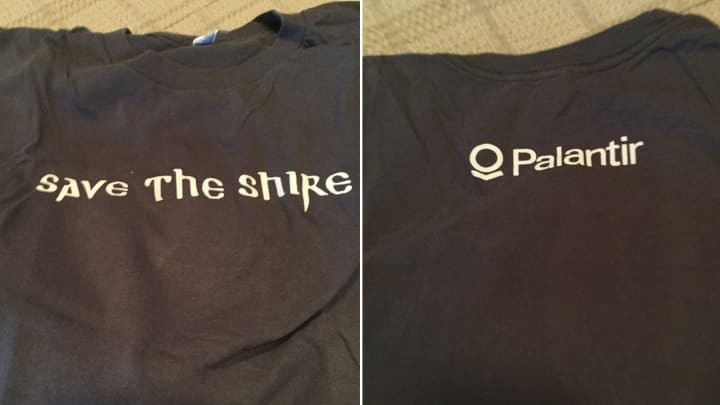 SAVE The ShIRE
Palantir